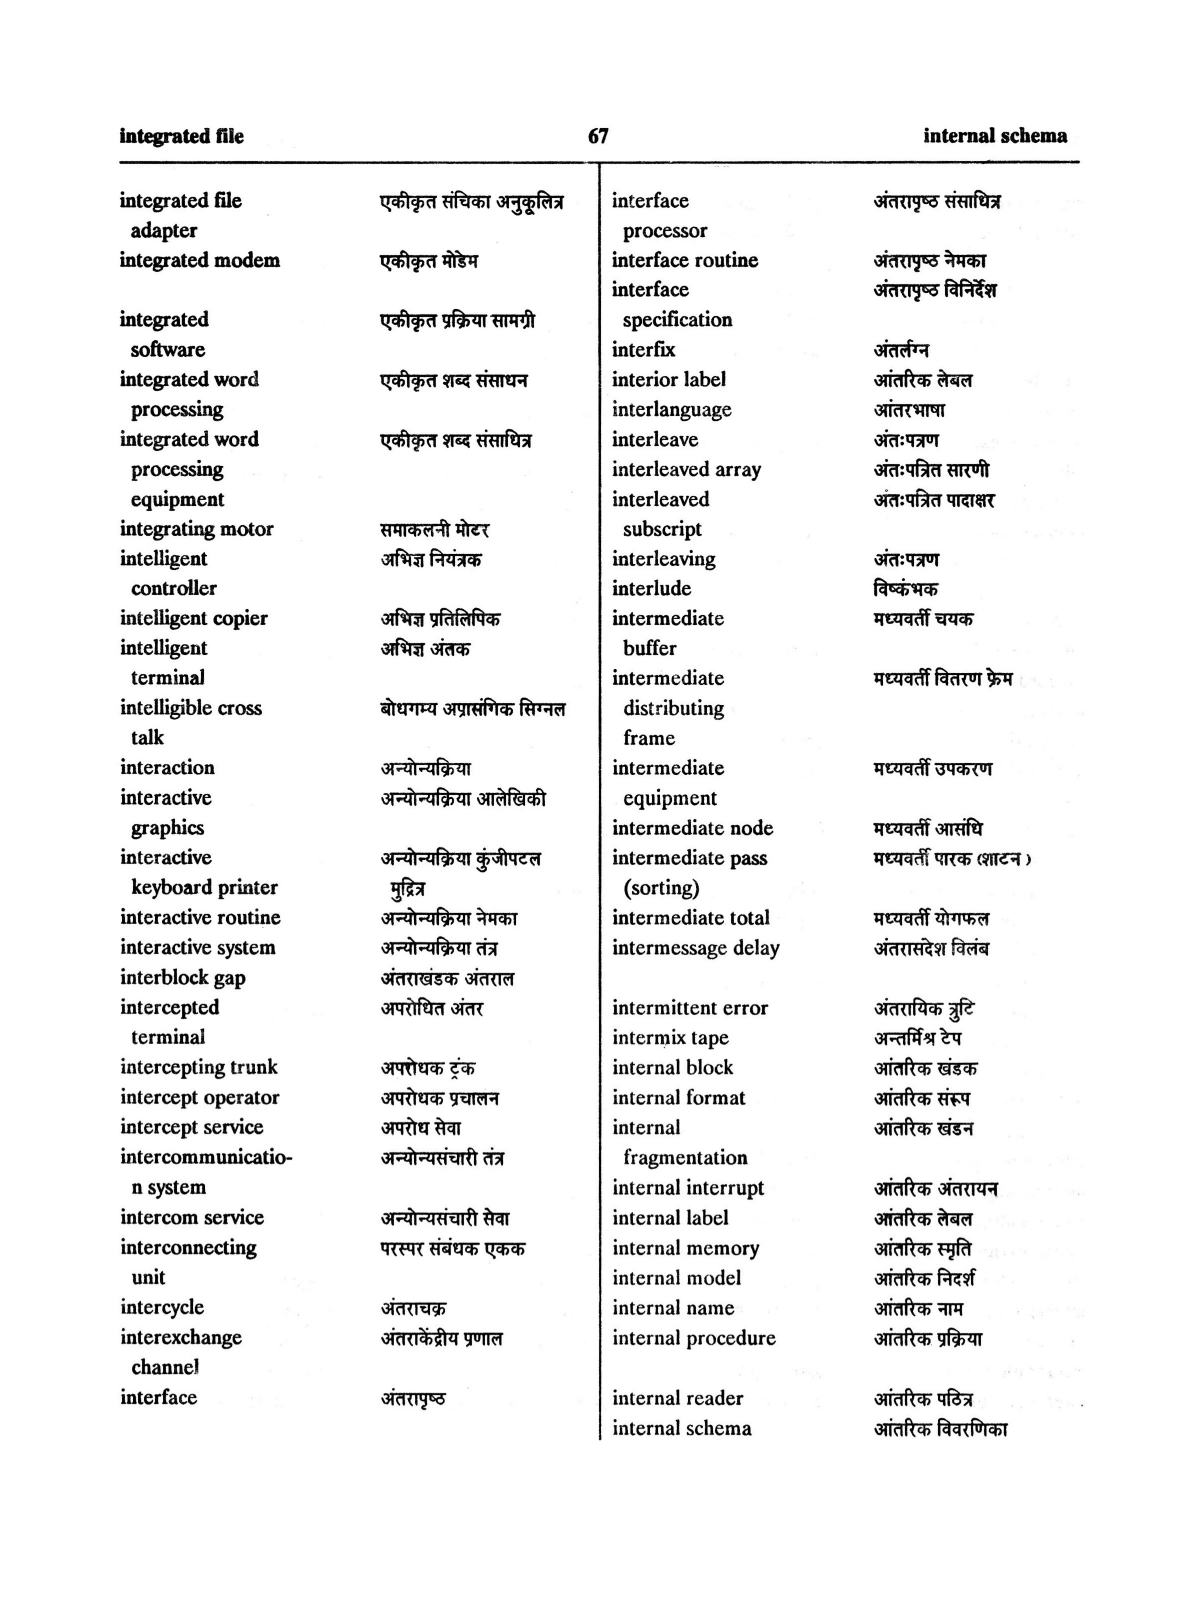 integrated file 67 internal schema
integrated file एकीकृत संचिका अनुकूलित्र
adapter
integrated modem एकीकृत मोडेम
integrated एकीकृत प्रक्रिया सामग्री
software
integrated word एकीकृत शब्द संसाधन
processing
integrated word एकीकृत शब्द संसाधित्र
processing
equipment
integrating motor समाकलनी मोटर
intelligent अभिज्ञ नियंत्रक
controller
intelligent copier अभिज्ञ प्रतिलिपिक
intelligent अभिज्ञ अंतक
terminal
intelligible cross बोधगम्य अप्रासंगिक सिग्नल
talk
interaction अन्योन्यक्रिया
interactive अन्योन्यक्रिया आलेखिकी
graphics
interactive अन्योन्यक्रिया कुंजीपटल
keyboard printer मुद्रित्र
interactive routine अन्योन्यक्रिया नेमका
interactive system अन्योन्यक्रिया तंत्र
interblock gap अंतराखंडक अंतराल
intercepted अपरोधित अंतर
terminal
intercepting trunk अपरोधक ट्रंक
intercept operator अपरोधक प्रचालन
intercept service अपरोध सेवा
intercommunicatio- अन्योन्यसंचारी तंत्र
n system
intercom service अन्योन्यसंचारी सेवा
interconnecting परस्पर संबंधक एकक
unit
intercycle अंतराचक्र
interexchange अंतराकेंद्रीय प्रणाल
channel
interface अंतरापृष्ठ
interface अंतरापृष्ठ संसाधित्र
processor
interface routine अंतरापृष्ठ नेमका
interface अंतरापृष्ठ विनिर्देश
specification
interfix अंतर्लग्न
interior label आंतरिक लेबल
interlanguage आंतरभाषा
interleave अंतःपत्रण
interleaved array अंतःपत्रित सारणी
interleaved अंतःपत्रित पादाक्षर
subscript
interleaving अंतःपत्रण
interlude विष्कंभक
intermediate मध्यवर्ती चयक
buffer
intermediate मध्यवर्ती वितरण फ्रेम
distributing
frame
intermediate मध्यवर्ती उपकरण
equipment
intermediate node मध्यवर्ती आसंधि
intermediate pass मध्यवर्ती पारक (शाटन)
(sorting)
intermediate total मध्यवर्ती योगफल
intermessage delay अंतरासंदेश विलंब
intermittent error अंतरायिक त्रुटि
intermix tape अन्तर्मिश्र टेप
internal block आंतरिक खंडक
internal format आंतरिक संरूप
internal आंतरिक खंडन
fragmentation
internal interrupt आंतरिक अंतरायन
internal label आंतरिक लेबल
internal memory आंतरिक स्मृति
internal model आंतरिक निदर्श
internal name आंतरिक नाम
internal procedure आंतरिक प्रक्रिया
internal reader आंतरिक पठित्र
internal schema आंतरिक विवरणिका